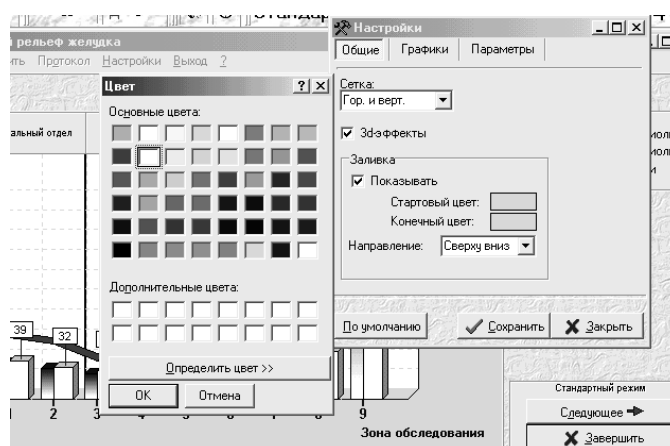 Стандар
рельеф желудка
ть Протокол Настройки Выход ?
альный отдел
39
32
2
3
9
Зона обследования
Цвет
Основные цвета:
Дополнительные цвета:
Определить цвет >>
OK Отмена
Настройки
Общие Графики Параметры
Сетка:
Гор. и верт.
3d-эффекты
Заливка
Показывать
Стартовый цвет:
Конечный цвет:
Направление: Сверху вниз
По умолчанию Сохранить Закрыть
Стандартный режим
Следующее
Завершить